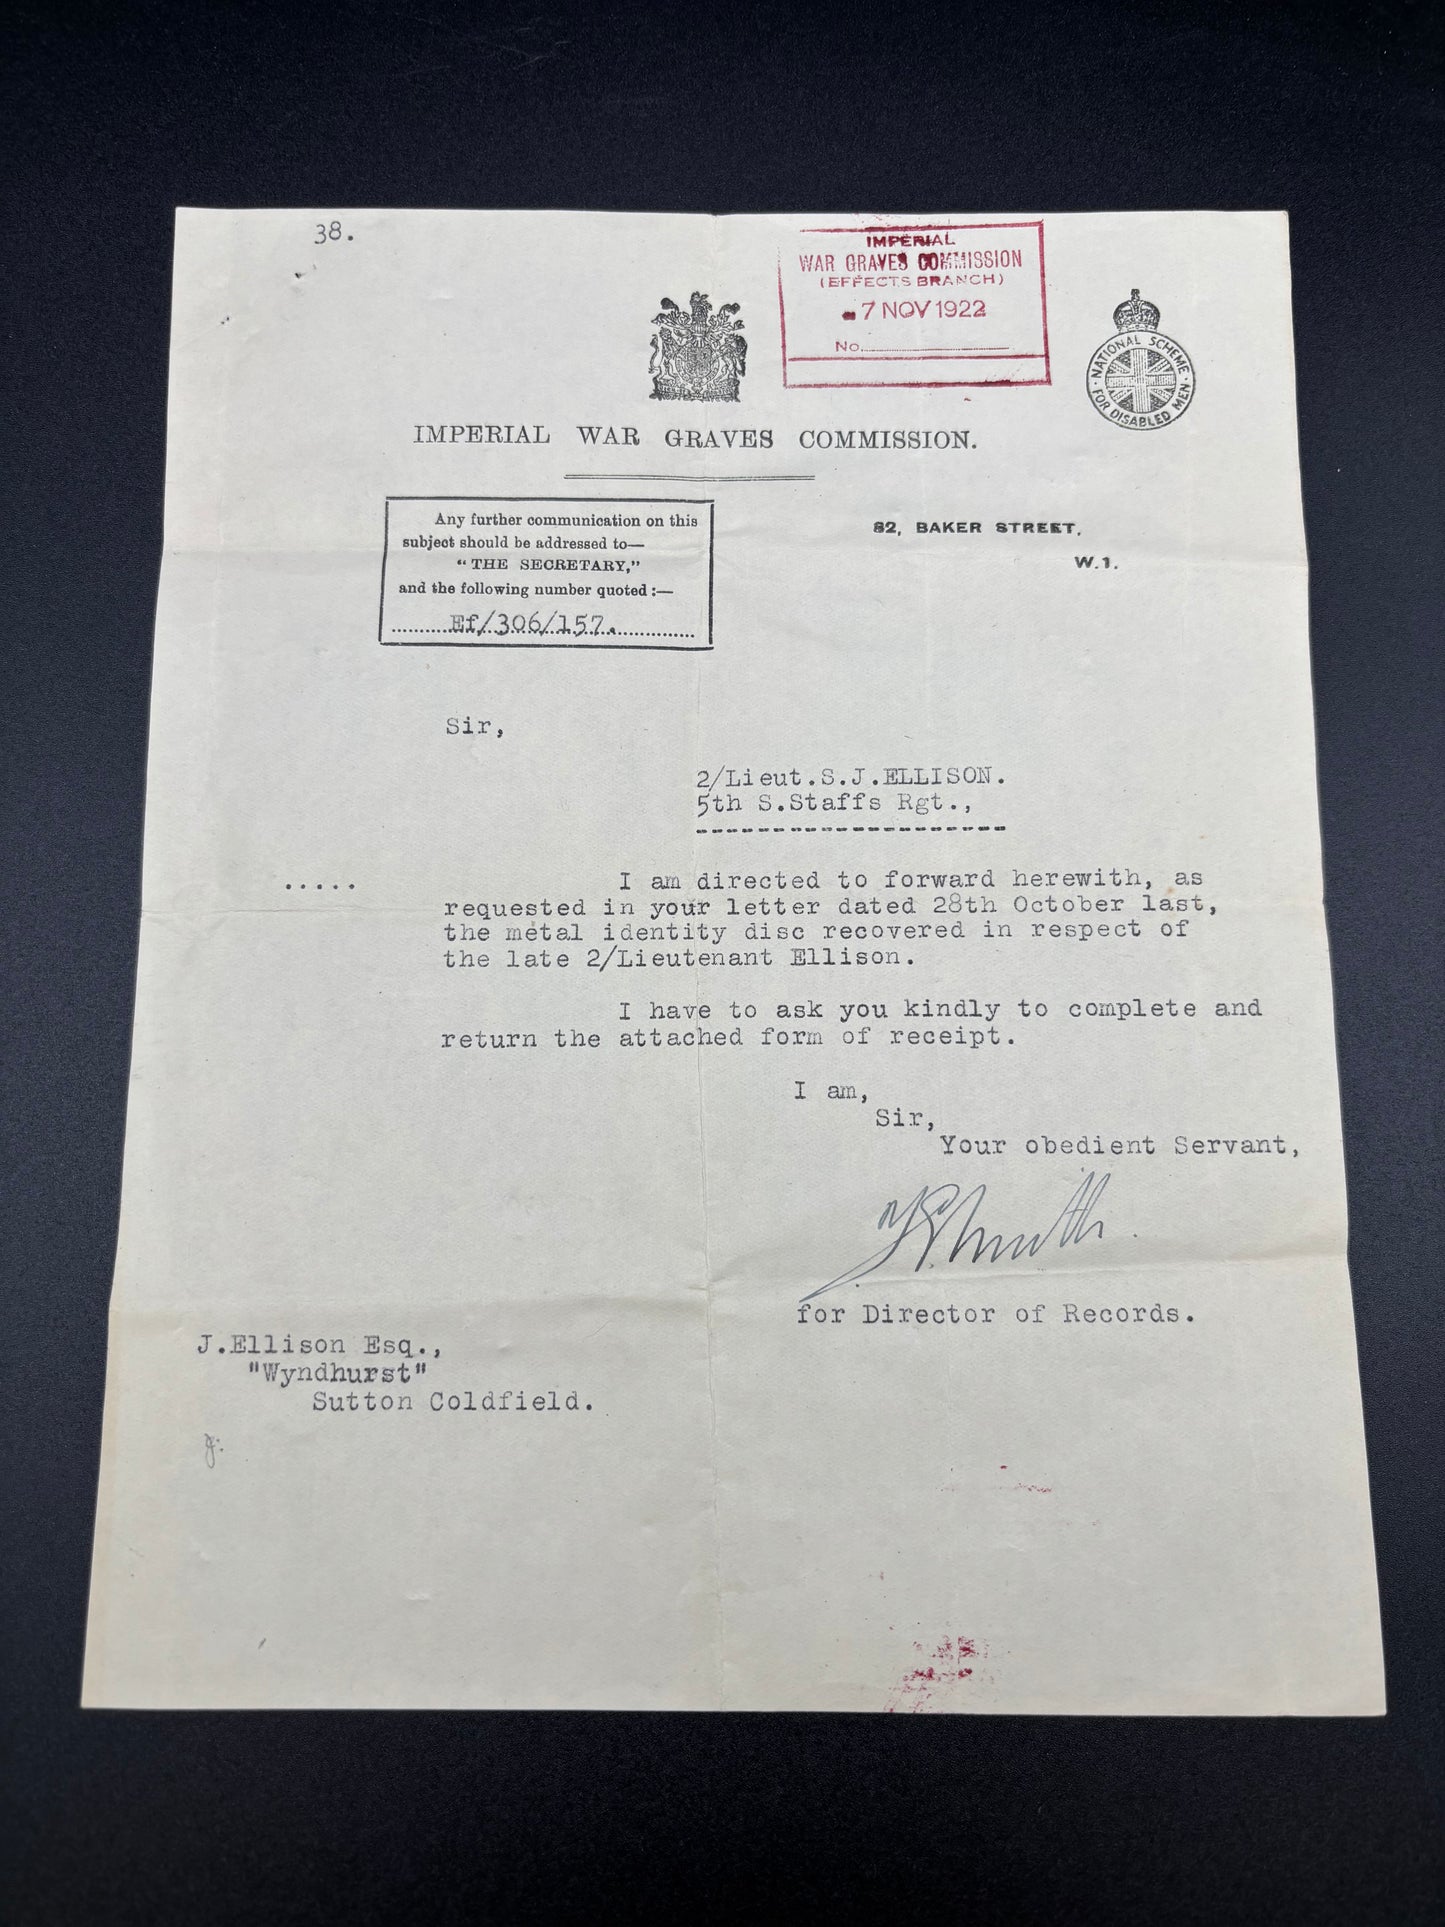 38.
IMPERIAL
WAR GRAVES COMMISSION
(EFFECTS BRANCH)
-7 NOV 1922
No.
NATIONAL SCHEME
FOR DISABLED MEN
IMPERIAL WAR GRAVES COMMISSION.
Any further communication on this
subject should be addressed to—
“THE SECRETARY,”
and the following number quoted :—
Ef/306/157.
82, BAKER STREET,
W.1.
Sir,
2/Lieut.S.J.ELLISON.
5th S.Staffs Rgt.,
--------------------
..... I am directed to forward herewith, as
requested in your letter dated 28th October last,
the metal identity disc recovered in respect of
the late 2/Lieutenant Ellison.
I have to ask you kindly to complete and
return the attached form of receipt.
I am,
Sir,
Your obedient Servant,
for Director of Records.
J.Ellison Esq.,
"Wyndhurst"
Sutton Coldfield.